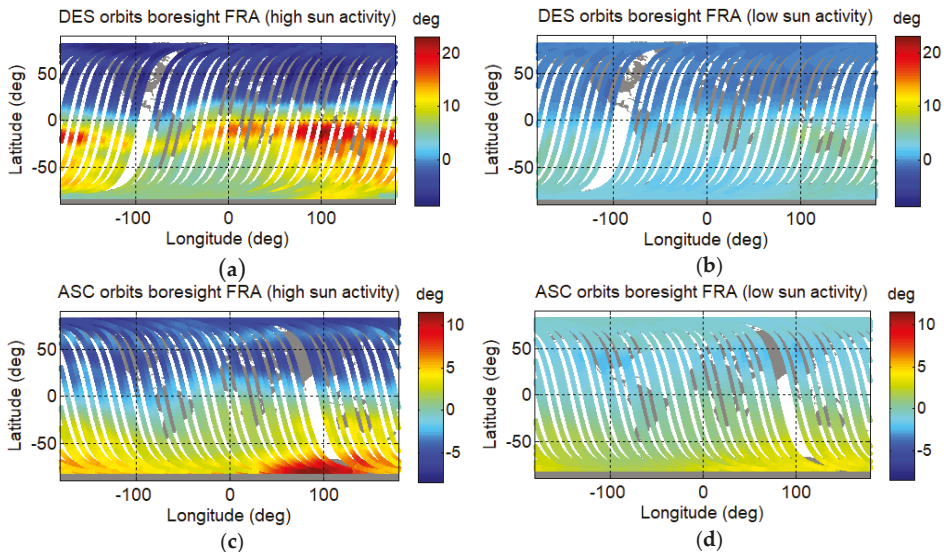 DES orbits boresight FRA (high sun activity) deg
20
10
0
50
0
-50
Latitude (deg)
-100 0 100
Longitude (deg)
(a)
DES orbits boresight FRA (low sun activity) deg
20
10
0
50
0
-50
Latitude (deg)
-100 0 100
Longitude (deg)
(b)
ASC orbits boresight FRA (high sun activity) deg
10
5
0
-5
50
0
-50
Latitude (deg)
-100 0 100
Longitude (deg)
(c)
ASC orbits boresight FRA (low sun activity) deg
10
5
0
-5
50
0
-50
Latitude (deg)
-100 0 100
Longitude (deg)
(d)